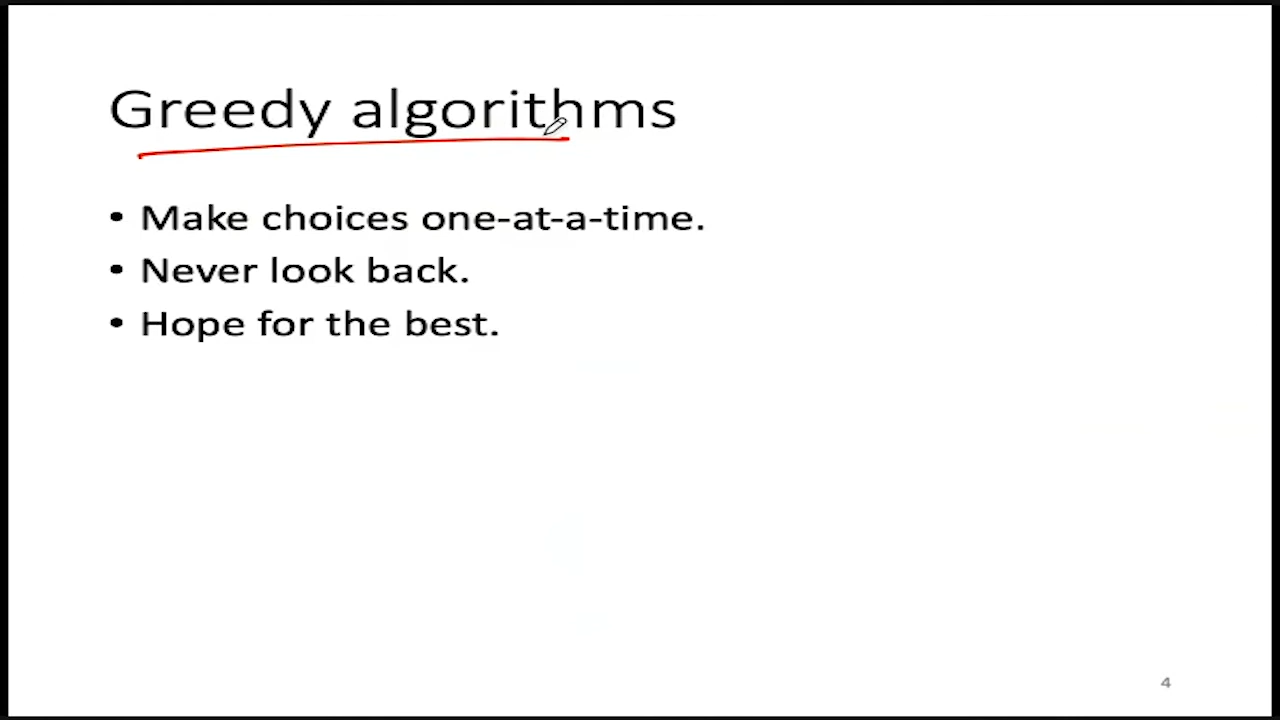 Greedy algorithms
• Make choices one-at-a-time.
• Never look back.
• Hope for the best.
4